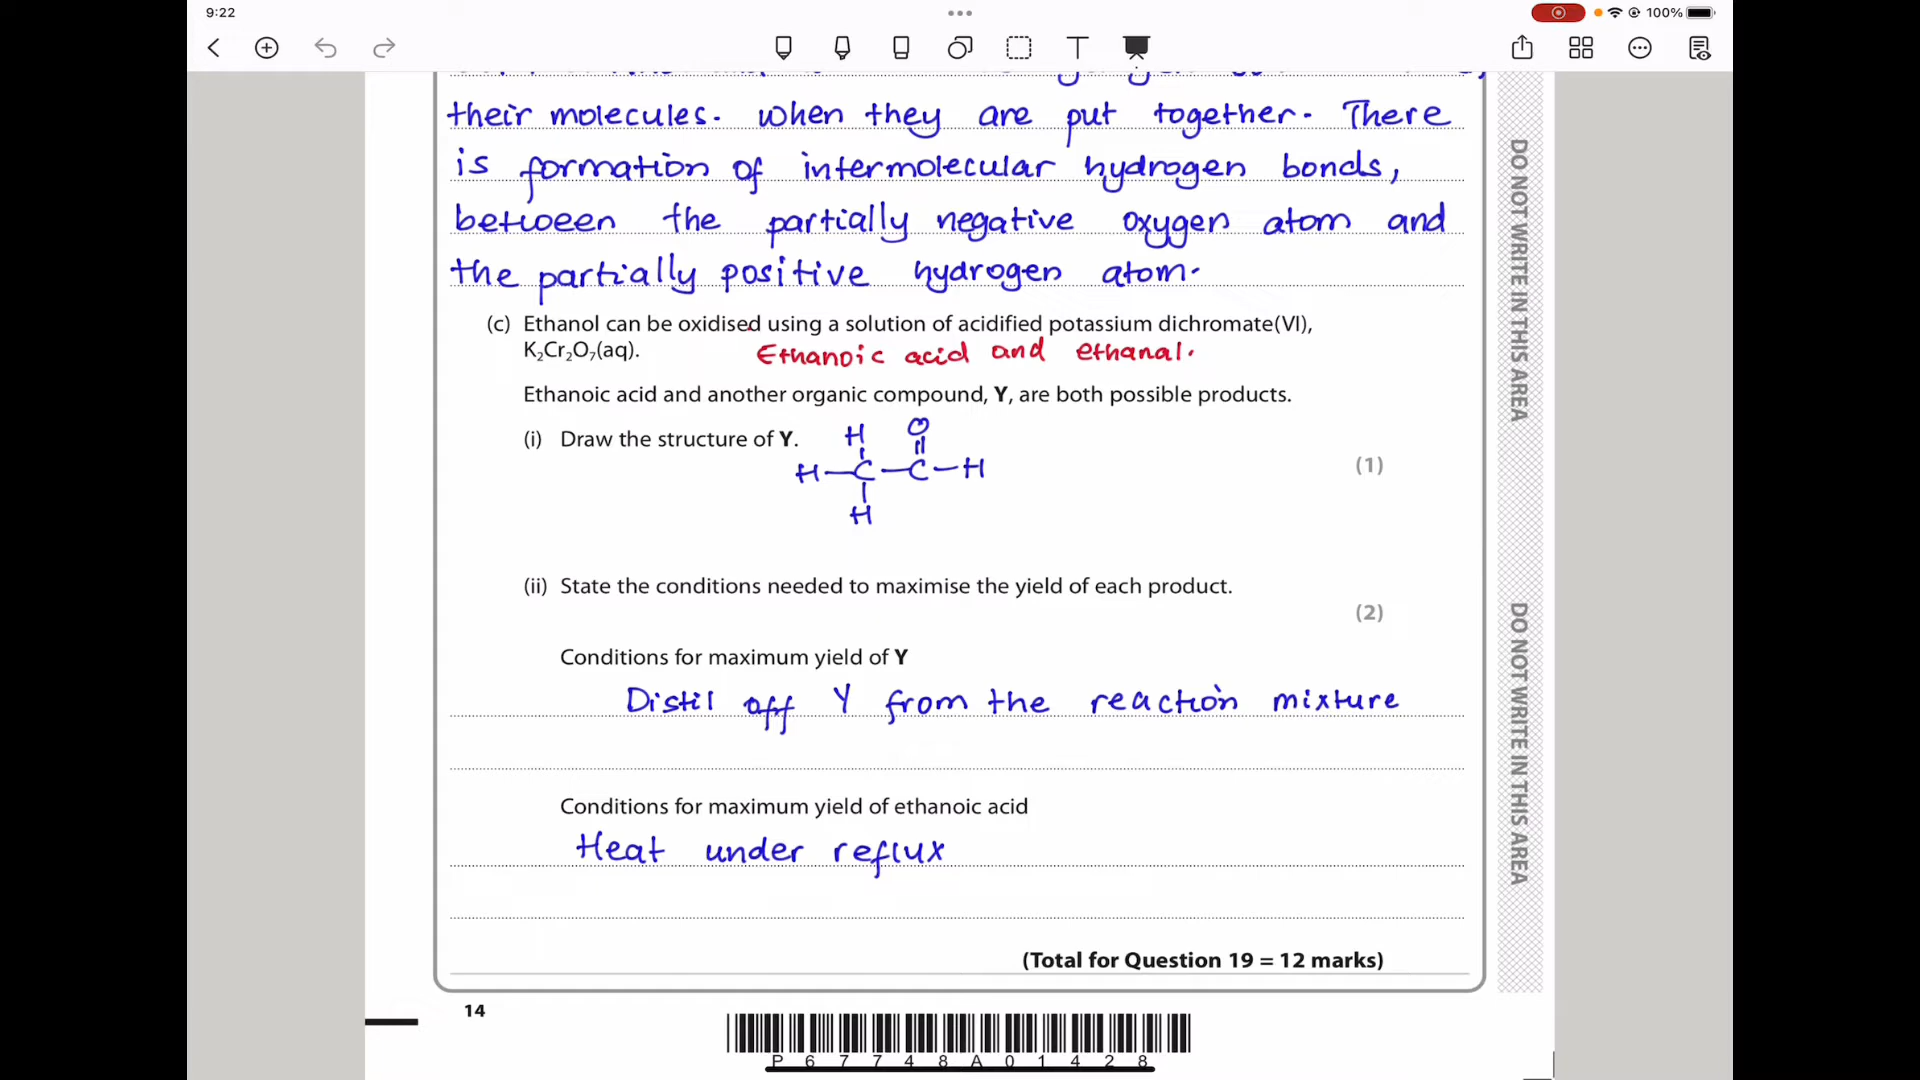 9:22
100%
their molecules. When they are put together. There
is formation of intermolecular hydrogen bonds,
between the partially negative oxygen atom and
the partially positive hydrogen atom.
(c) Ethanol can be oxidised using a solution of acidified potassium dichromate(VI),
K₂Cr₂O₇(aq).
Ethanoic acid and ethanal.
Ethanoic acid and another organic compound, Y, are both possible products.
(i) Draw the structure of Y.
H O
H—C—C—H
H
(1)
(ii) State the conditions needed to maximise the yield of each product.
(2)
Conditions for maximum yield of Y
Distil off Y from the reaction mixture
Conditions for maximum yield of ethanoic acid
Heat under reflux
(Total for Question 19 = 12 marks)
14
P 6 7 7 4 8 A 0 1 4 2 8
DO NOT WRITE IN THIS AREA
DO NOT WRITE IN THIS AREA